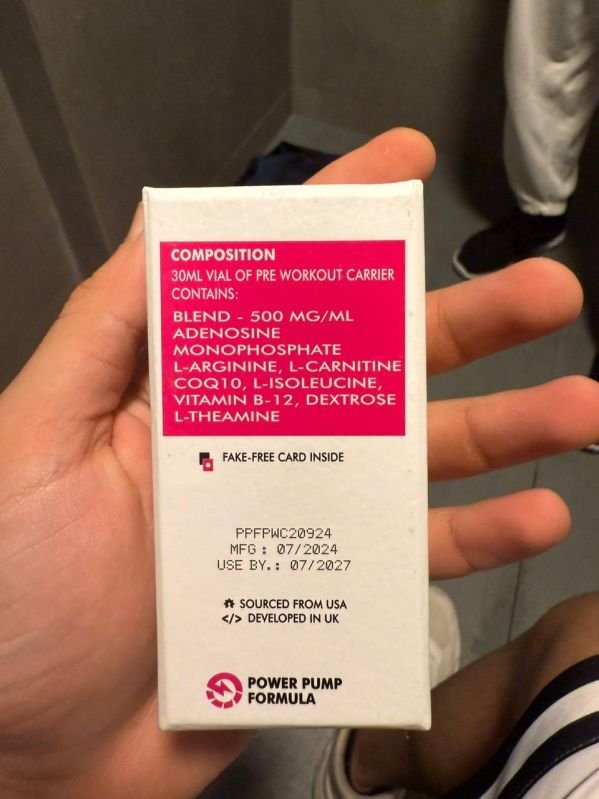 COMPOSITION
30ML VIAL OF PRE WORKOUT CARRIER
CONTAINS:
BLEND - 500 MG/ML
ADENOSINE
MONOPHOSPHATE
L-ARGININE, L-CARNITINE
COQ10, L-ISOLEUCINE,
VITAMIN B-12, DEXTROSE
L-THEAMINE
FAKE-FREE CARD INSIDE
PPFPWC20924
MFG : 07/2024
USE BY.: 07/2027
SOURCED FROM USA
</> DEVELOPED IN UK
POWER PUMP
FORMULA